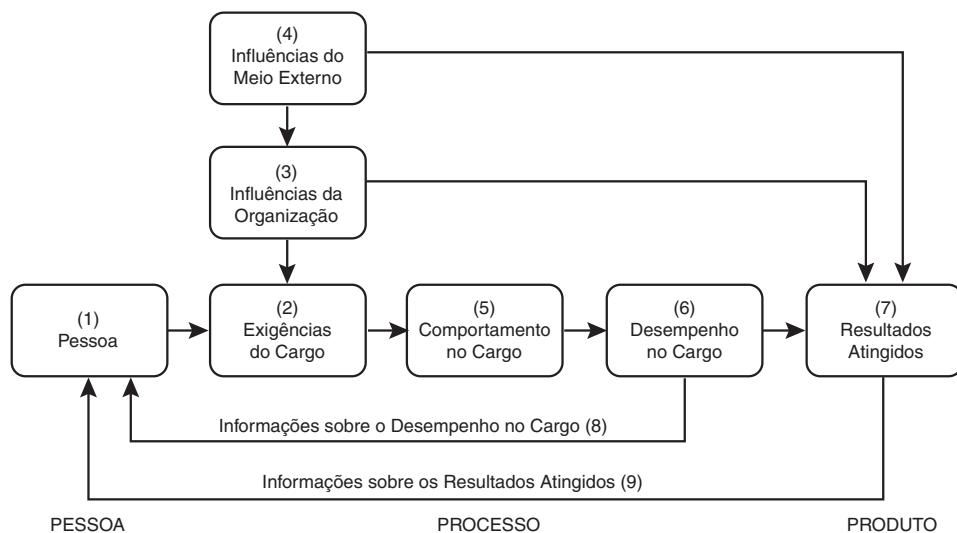 (4)
Influências do
Meio Externo
(3)
Influências da
Organização
(1)
Pessoa
(2)
Exigências
do Cargo
(5)
Comportamento
no Cargo
(6)
Desempenho
no Cargo
(7)
Resultados
Atingidos
Informações sobre o Desempenho no Cargo (8)
Informações sobre os Resultados Atingidos (9)
PESSOA
PROCESSO
PRODUTO